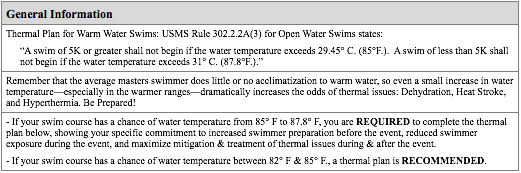 General Information
Thermal Plan for Warm Water Swims: USMS Rule 302.2.2A(3) for Open Water Swims states:
“A swim of 5K or greater shall not begin if the water temperature exceeds 29.45° C. (85°F.). A swim of less than 5K shall
not begin if the water temperature exceeds 31° C. (87.8°F.).”
Remember that the average masters swimmer does little or no acclimatization to warm water, so even a small increase in water
temperature—especially in the warmer ranges—dramatically increases the odds of thermal issues: Dehydration, Heat Stroke,
and Hyperthermia. Be Prepared!
- If your swim course has a chance of water temperature from 85° F to 87.8° F, you are REQUIRED to complete the thermal
plan below, showing your specific commitment to increased swimmer preparation before the event, reduced swimmer
exposure during the event, and maximize mitigation & treatment of thermal issues during & after the event.
- If your swim course has a chance of water temperature between 82° F & 85° F., a thermal plan is RECOMMENDED.